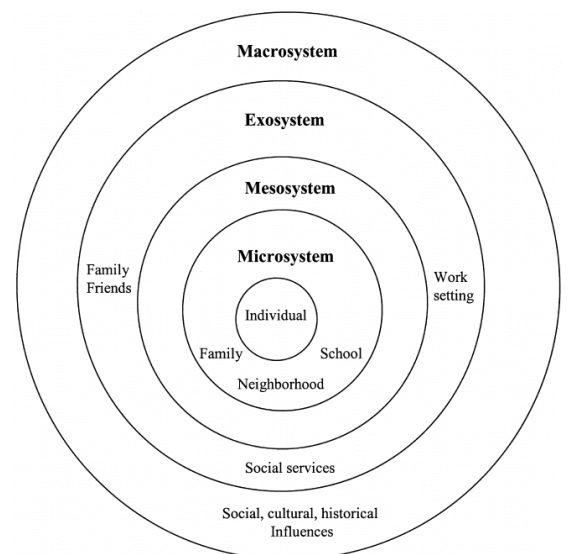 Macrosystem
Exosystem
Mesosystem
Microsystem
Family
Friends
Work
setting
Individual
Family
School
Neighborhood
Social services
Social, cultural, historical
Influences